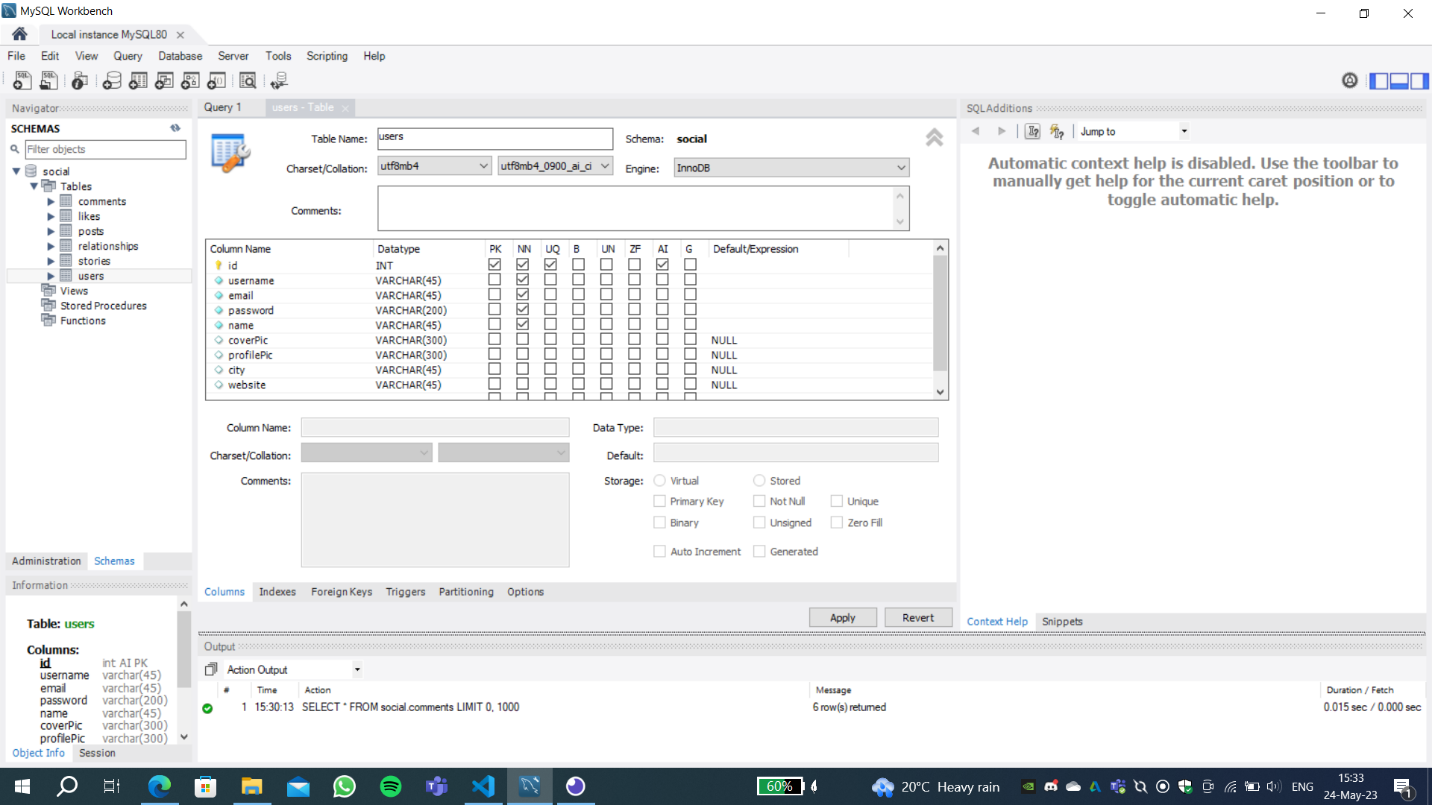 MySQL Workbench
Local instance MySQL80
File Edit View Query Database Server Tools Scripting Help
Navigator
SCHEMAS
Filter objects
social
Tables
comments
likes
posts
relationships
stories
users
Views
Stored Procedures
Functions
Administration Schemas
Information
Table: users
Columns:
id int AI PK
username varchar(45)
email varchar(45)
password varchar(200)
name varchar(45)
coverPic varchar(300)
profilePic varchar(300)
Object Info Session
Query 1 users - Table
Table Name: users Schema: social
Charset/Collation: utf8mb4 utf8mb4_0900_ai_ci Engine: InnoDB
Comments:
Column Name Datatype PK NN UQ B UN ZF AI G Default/Expression
id INT
username VARCHAR(45)
email VARCHAR(45)
password VARCHAR(200)
name VARCHAR(45)
coverPic VARCHAR(300) NULL
profilePic VARCHAR(300) NULL
city VARCHAR(45) NULL
website VARCHAR(45) NULL
Column Name: Data Type:
Charset/Collation: Default:
Comments: Storage: Virtual Stored
Primary Key Not Null Unique
Binary Unsigned Zero Fill
Auto Increment Generated
Columns Indexes Foreign Keys Triggers Partitioning Options
Apply Revert
SQLAdditions
Jump to
Automatic context help is disabled. Use the toolbar to
manually get help for the current caret position or to
toggle automatic help.
Context Help Snippets
Output
Action Output
# Time Action Message Duration / Fetch
1 15:30:13 SELECT * FROM social.comments LIMIT 0, 1000 6 row(s) returned 0.015 sec / 0.000 sec
60% 20°C Heavy rain ENG 15:33
24-May-23
1